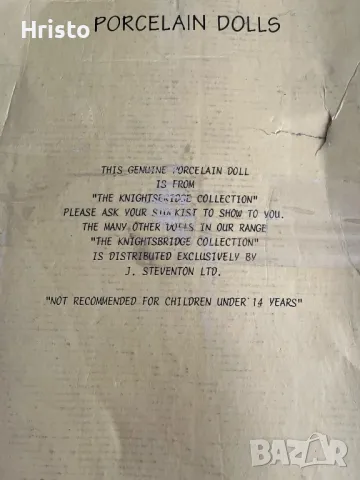 Hristo
PORCELAIN DOLLS
THIS GENUINE PORCELAIN DOLL
IS FROM
"THE KNIGHTSBRIDGE COLLECTION"
PLEASE ASK YOUR STOCKIST TO SHOW TO YOU.
THE MANY OTHER DOLLS IN OUR RANGE
"THE KNIGHTSBRIDGE COLLECTION"
IS DISTRIBUTED EXCLUSIVELY BY
J. STEVENTON LTD.
"NOT RECOMMENDED FOR CHILDREN UNDER 14 YEARS"
bazar